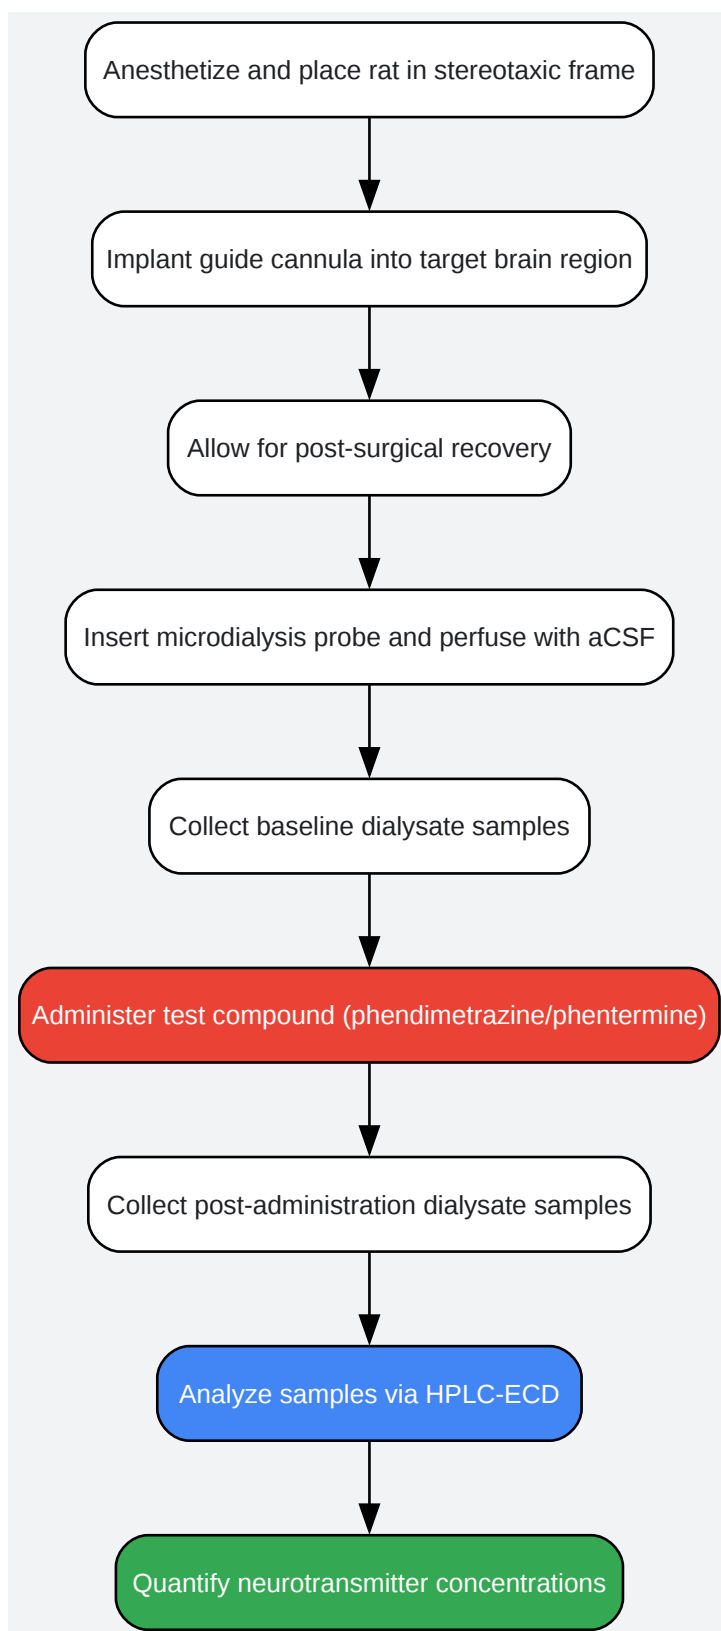 Anesthetize and place rat in stereotaxic frame
Implant guide cannula into target brain region
Allow for post-surgical recovery
Insert microdialysis probe and perfuse with aCSF
Collect baseline dialysate samples
Administer test compound (phendimetrazine/phentermine)
Collect post-administration dialysate samples
Analyze samples via HPLC-ECD
Quantify neurotransmitter concentrations